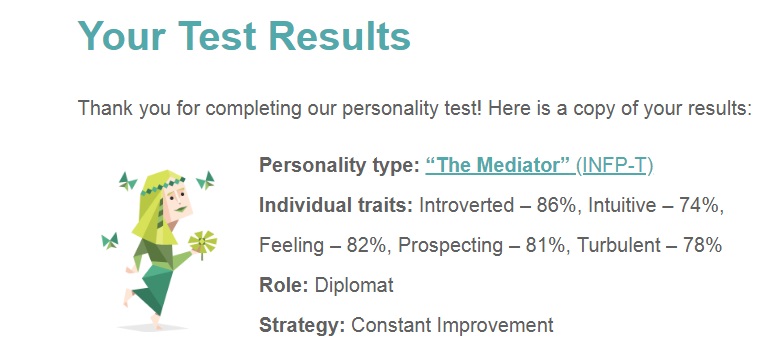 Your Test Results
Thank you for completing our personality test! Here is a copy of your results:
Personality type: “The Mediator” (INFP-T)
Individual traits: Introverted – 86%, Intuitive – 74%,
Feeling – 82%, Prospecting – 81%, Turbulent – 78%
Role: Diplomat
Strategy: Constant Improvement